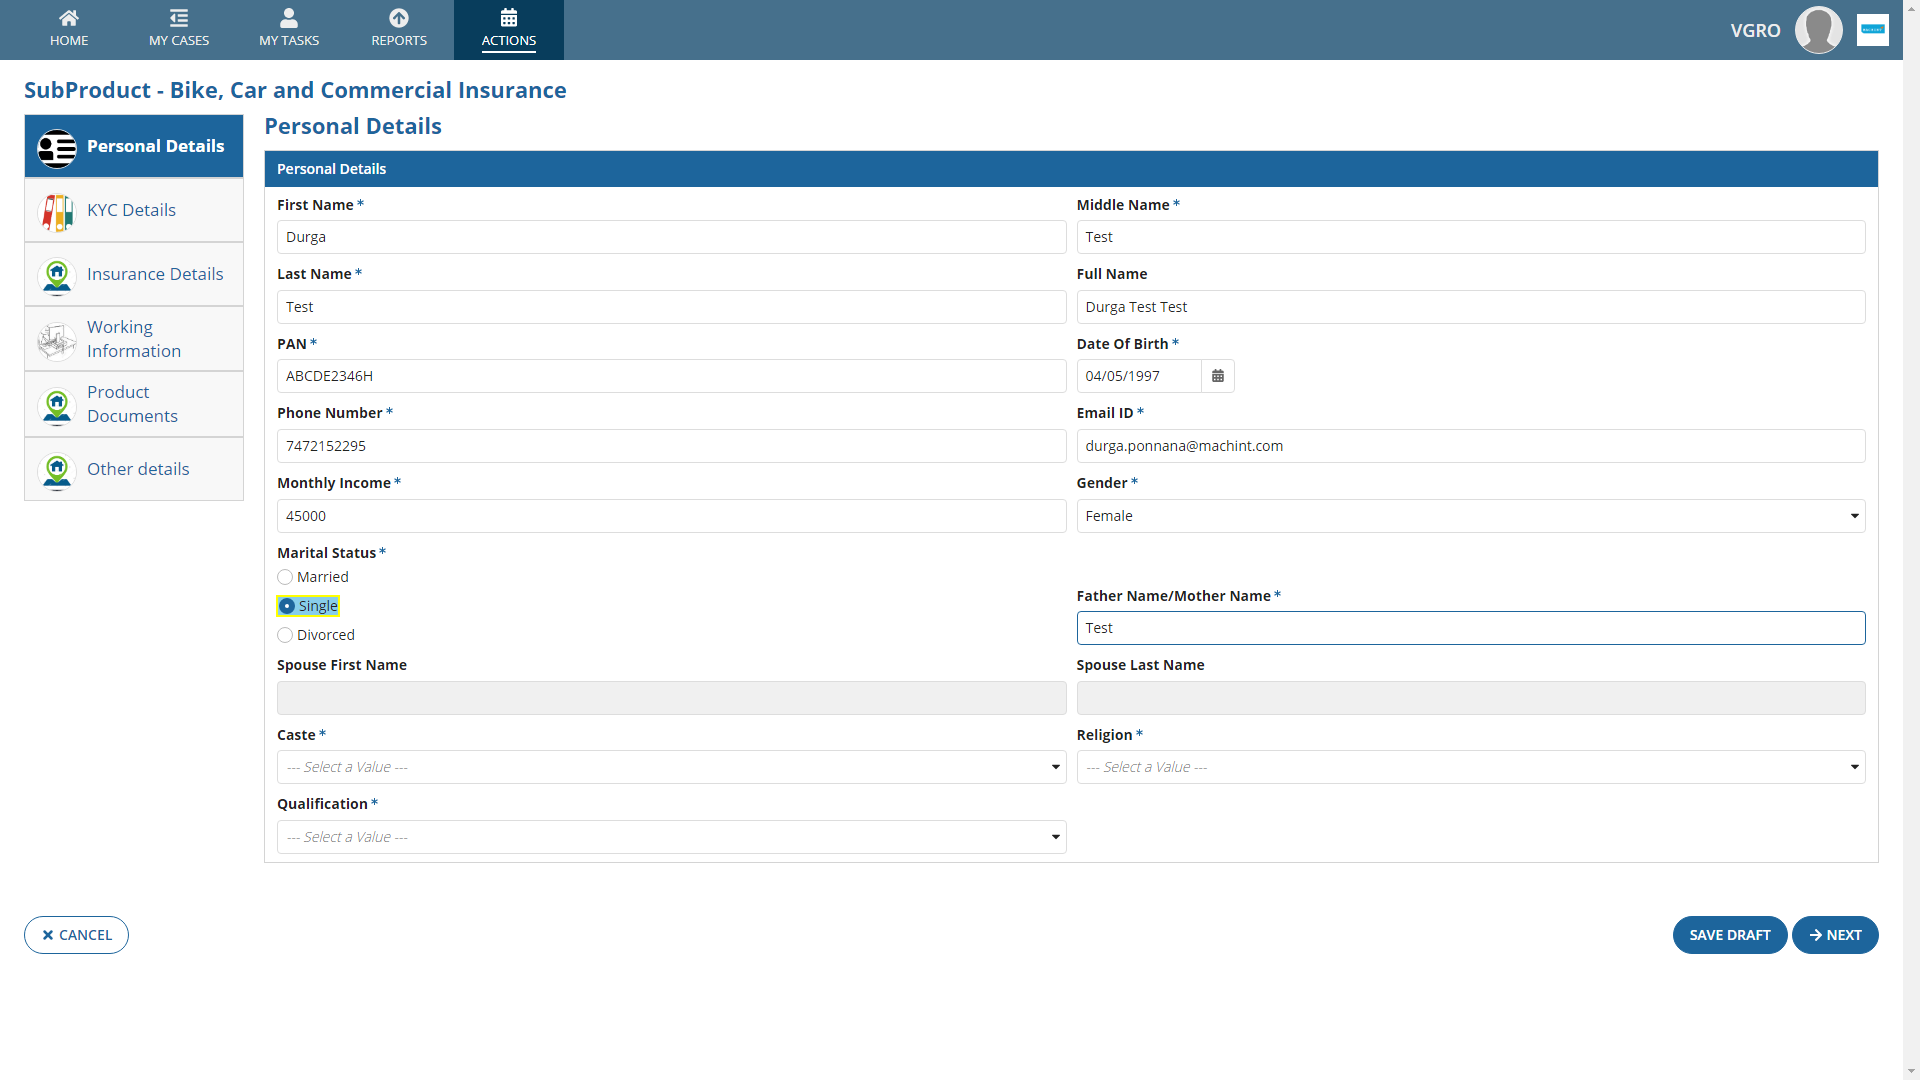 HOME
MY CASES
MY TASKS
REPORTS
ACTIONS
VGRO
SubProduct - Bike, Car and Commercial Insurance
Personal Details
KYC Details
Insurance Details
Working
Information
Product
Documents
Other details
Personal Details
Personal Details
First Name *
Durga
Middle Name *
Test
Last Name *
Test
Full Name
Durga Test Test
PAN *
ABCDE2346H
Date Of Birth *
04/05/1997
Phone Number *
7472152295
Email ID *
durga.ponnana@machint.com
Monthly Income *
45000
Gender *
Female
Marital Status *
Married
Single
Divorced
Father Name/Mother Name *
Test
Spouse First Name
Spouse Last Name
Caste *
--- Select a Value ---
Religion *
--- Select a Value ---
Qualification *
--- Select a Value ---
CANCEL
SAVE DRAFT
NEXT